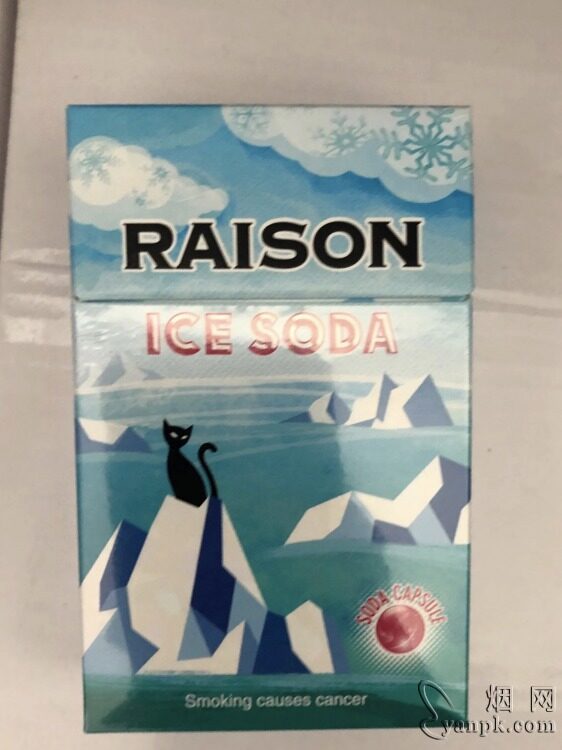 RAISON
ICE SODA
SODA CAPSULE
Smoking causes cancer
烟网
yanpk.com